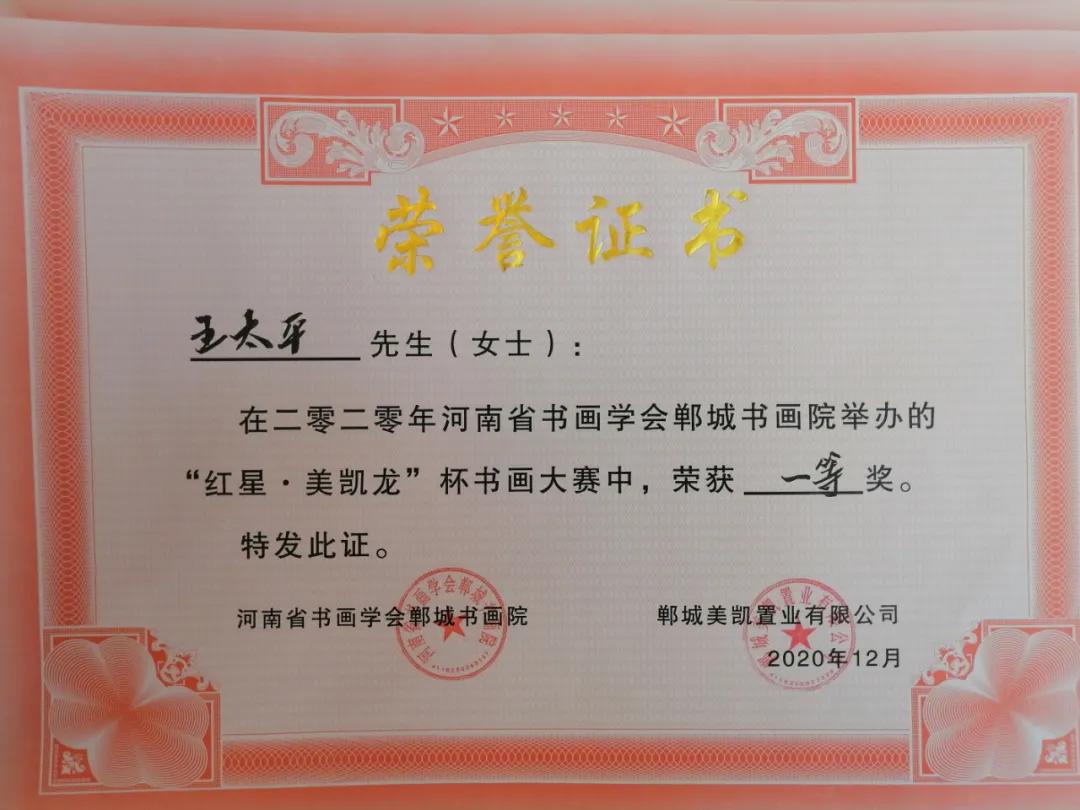 荣誉证书
王太平 先生（女士）：
在二零二零年河南省书画学会郸城书画院举办的
“红星·美凯龙”杯书画大赛中，荣获 一等 奖。
特发此证。
河南省书画学会郸城书画院 郸城美凯置业有限公司
2020年12月